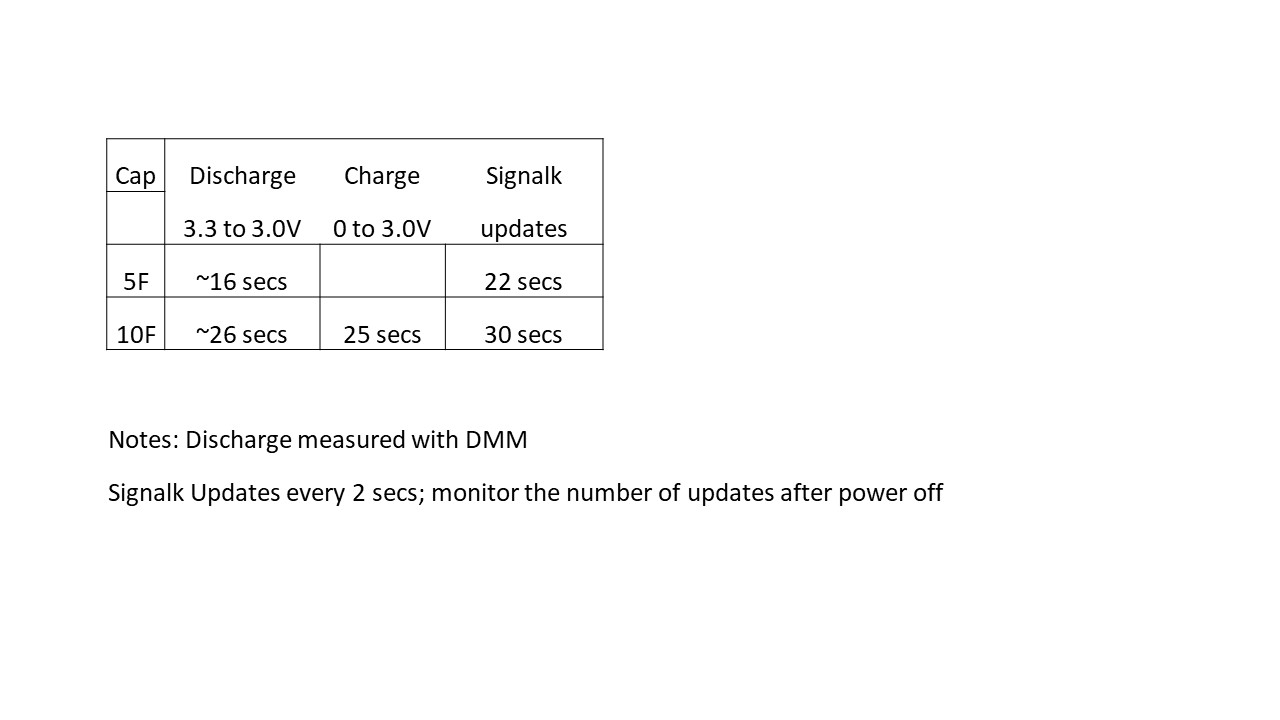 Cap Discharge Charge Signalk
3.3 to 3.0V 0 to 3.0V updates
5F ~16 secs 22 secs
10F ~26 secs 25 secs 30 secs
Notes: Discharge measured with DMM
Signalk Updates every 2 secs; monitor the number of updates after power off